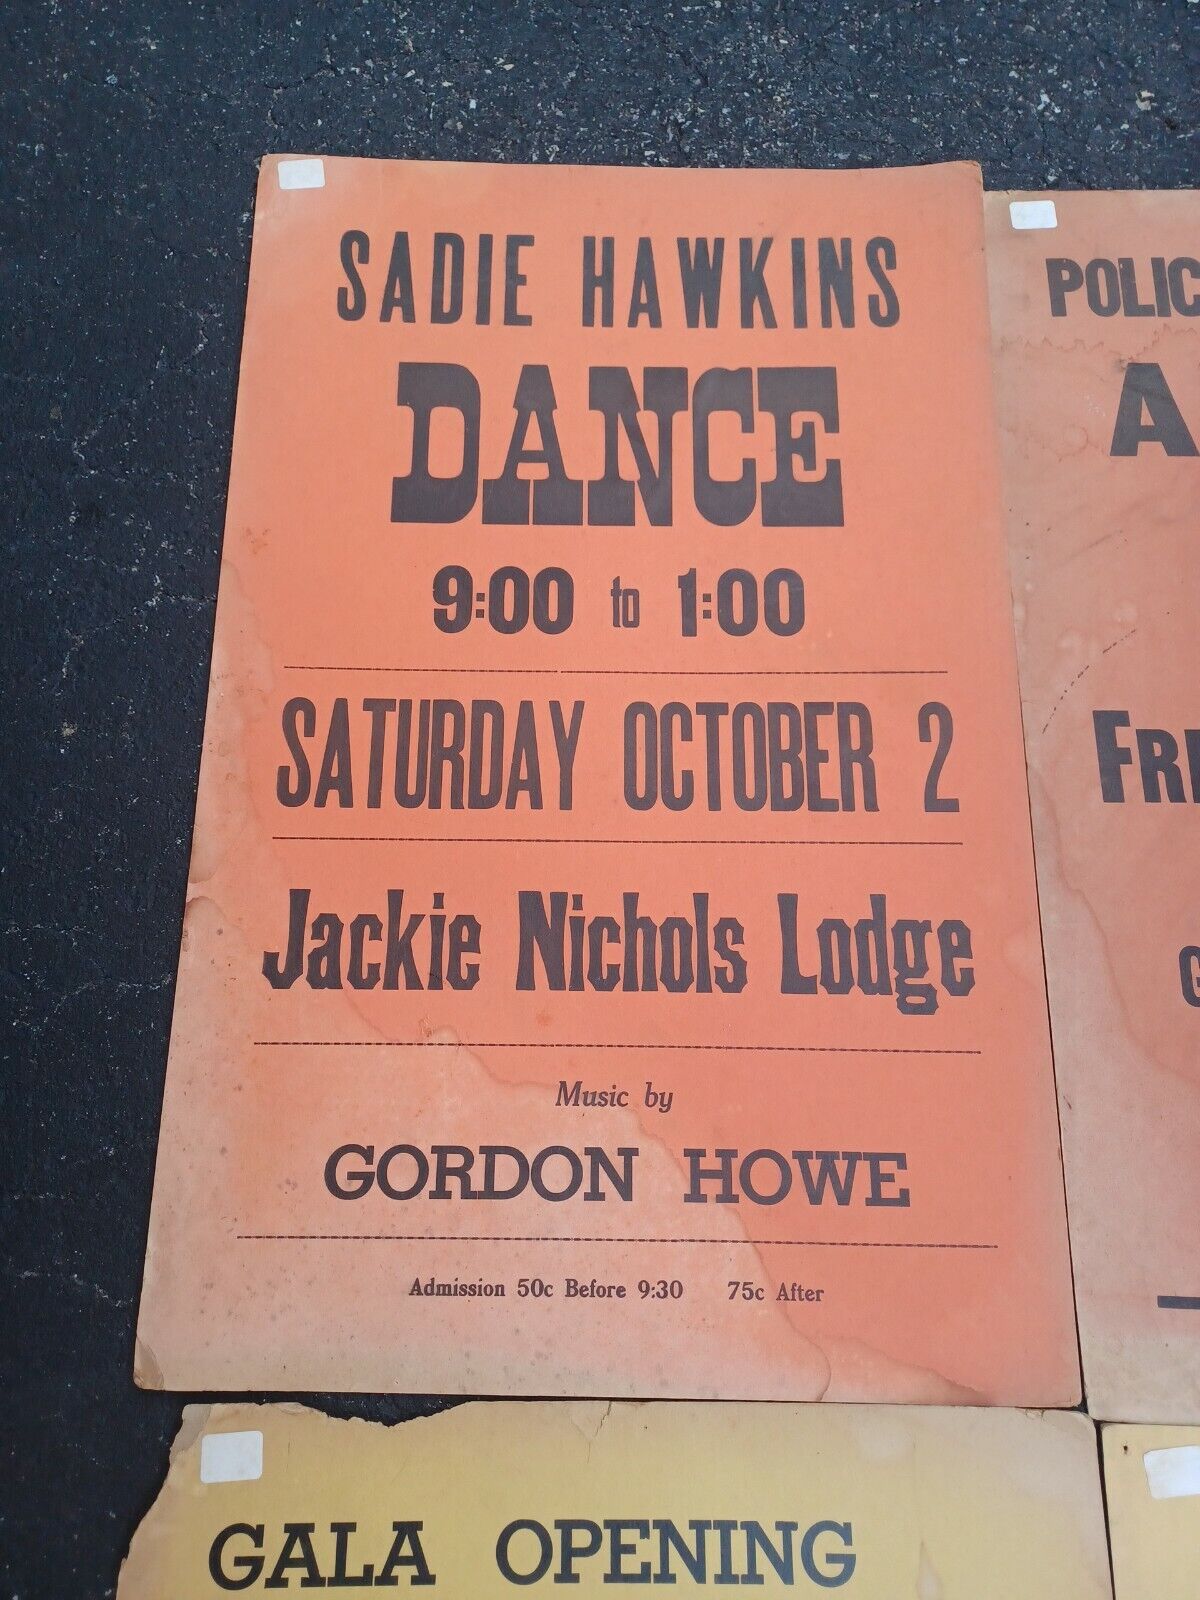 SADIE HAWKINS
DANCE
9:00 to 1:00
SATURDAY OCTOBER 2
Jackie Nichols Lodge
Music by
GORDON HOWE
Admission 50c Before 9:30 75c After
GALA OPENING